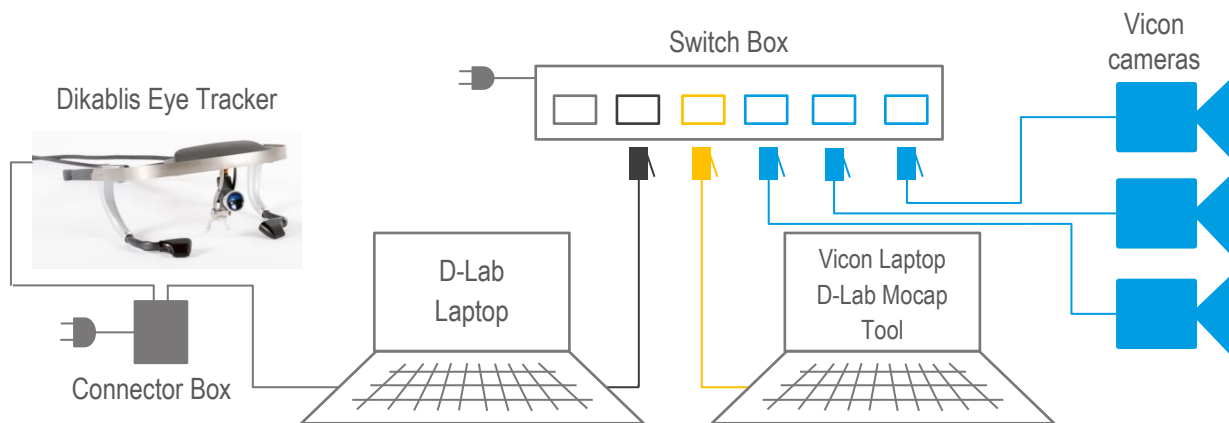 Dikablis Eye Tracker
Switch Box
Vicon
cameras
D-Lab
Laptop
Vicon Laptop
D-Lab Mocap
Tool
Connector Box